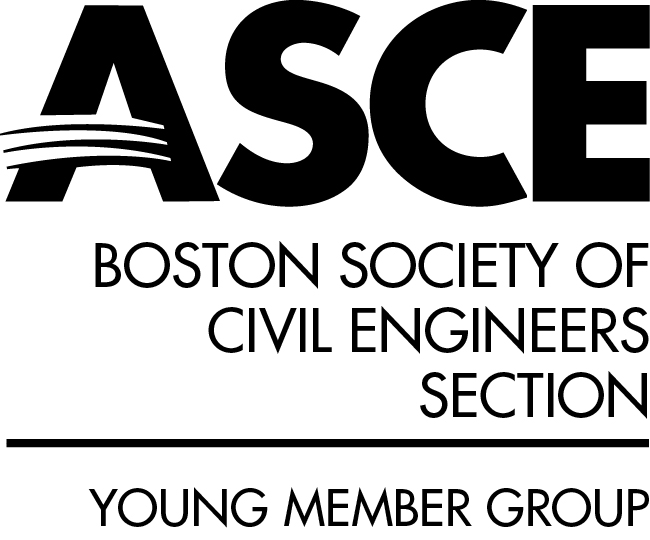 ASCE
BOSTON SOCIETY OF
CIVIL ENGINEERS
SECTION
YOUNG MEMBER GROUP